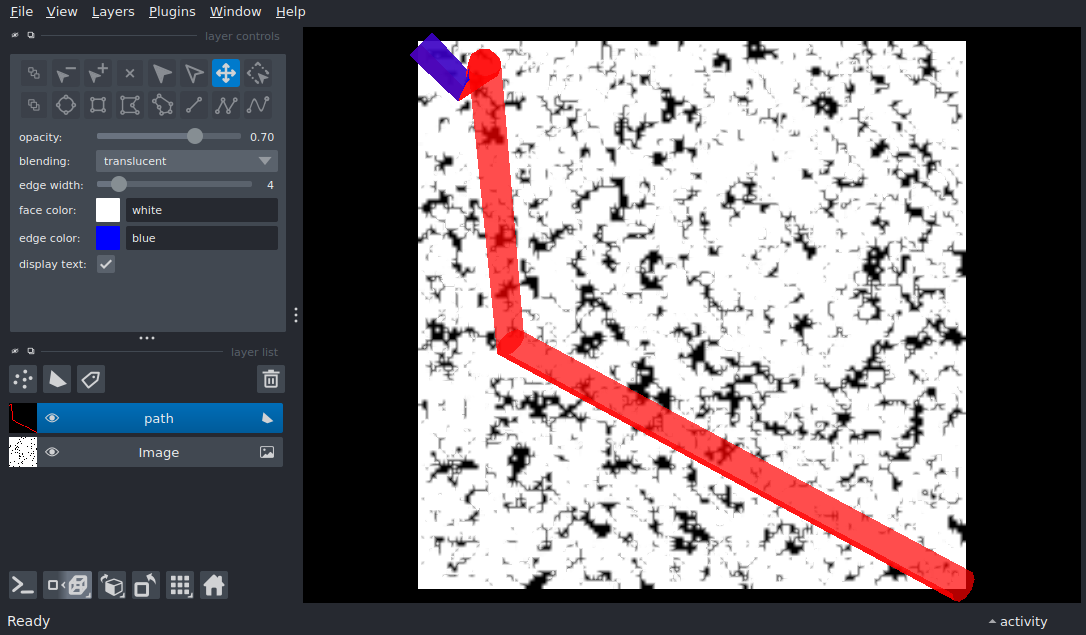 File View Layers Plugins Window Help
layer controls
opacity: 0.70
blending: translucent
edge width: 4
face color: white
edge color: blue
display text:
layer list
path
Image
Ready
activity